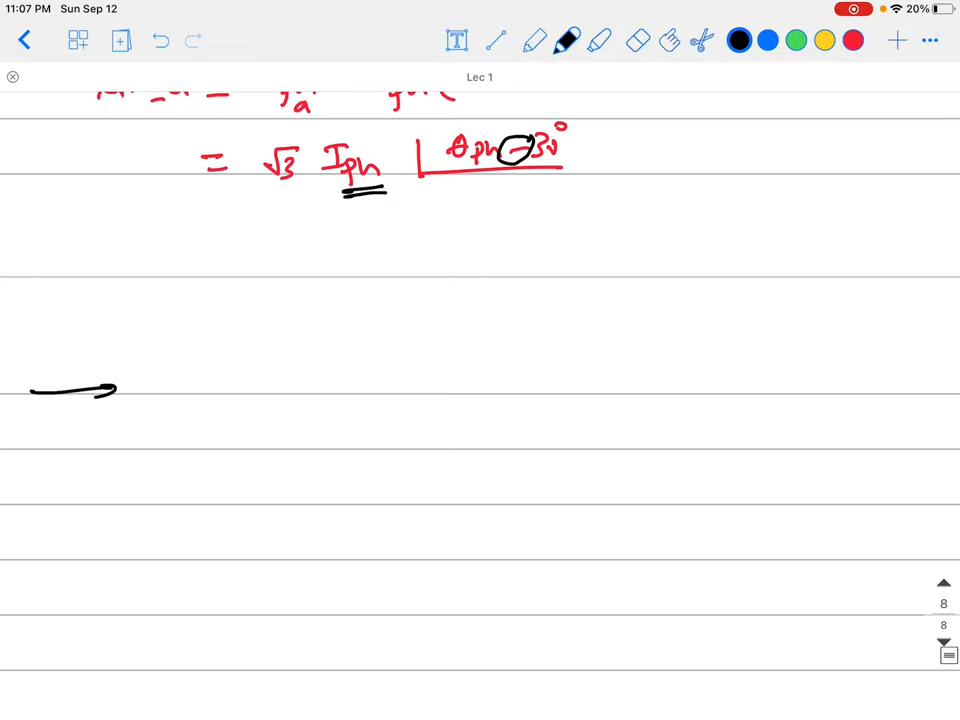 11:07 PM Sun Sep 12 20%
Lec 1
= √3 Iph ∠θph - 30°
8
8